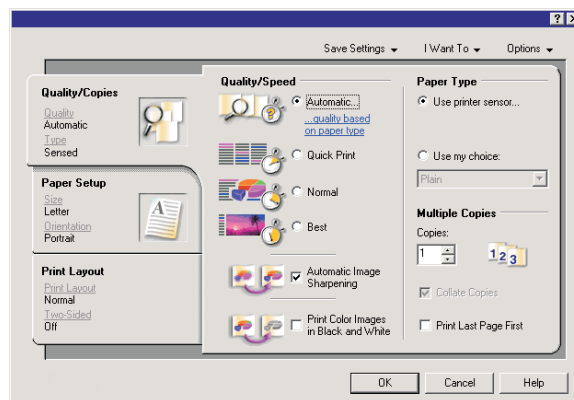 Save Settings
I Want To
Options
Quality/Copies
Quality
Automatic
Type
Sensed
Paper Setup
Size
Letter
Orientation
Portrait
Print Layout
Print Layout
Normal
Two-Sided
Off
Quality/Speed
Automatic...
...quality based
on paper type
Quick Print
Normal
Best
Automatic Image
Sharpening
Print Color Images
in Black and White
Paper Type
Use printer sensor...
Use my choice:
Plain
Multiple Copies
Copies:
1
1 2 3
Collate Copies
Print Last Page First
OK
Cancel
Help